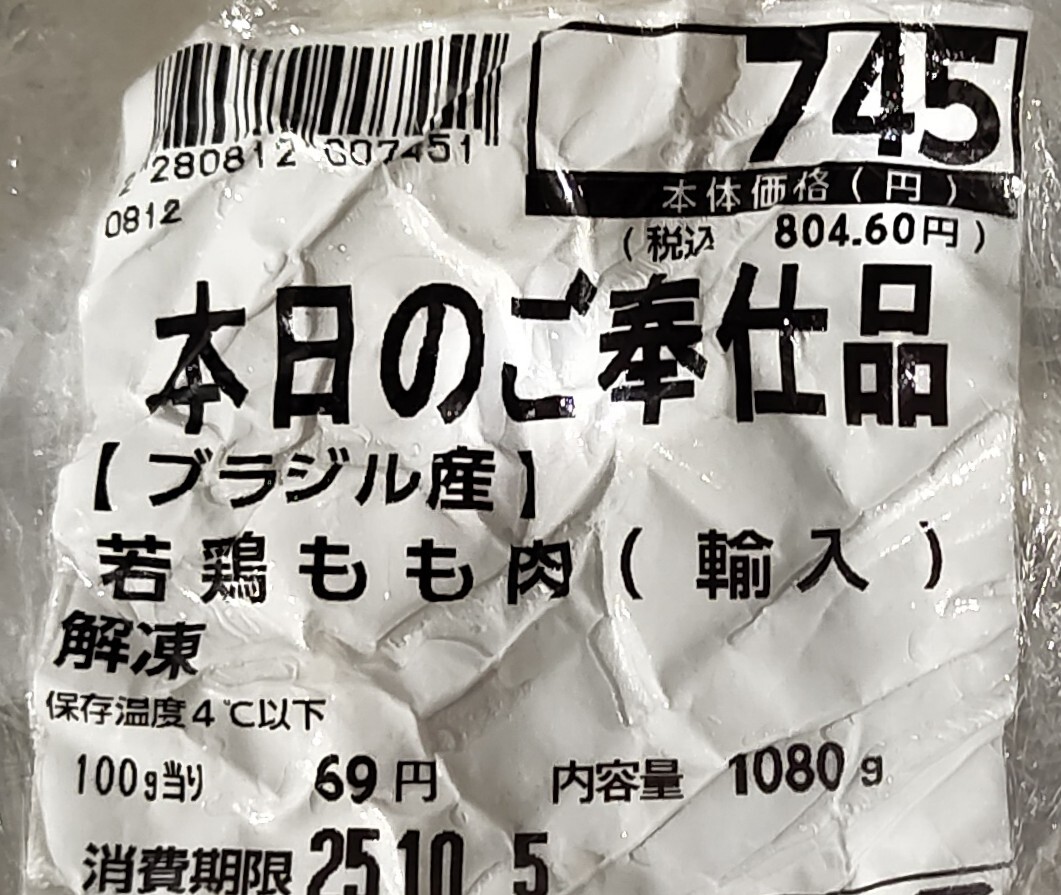 745
2 280812 607451
本体価格(円)
0812
(税込 804.60円)
本日のご奉仕品
【ブラジル産】
若鶏もも肉(輸入)
解凍
保存温度4℃以下
100g当り 69円 内容量 1080g
消費期限 25.10. 5